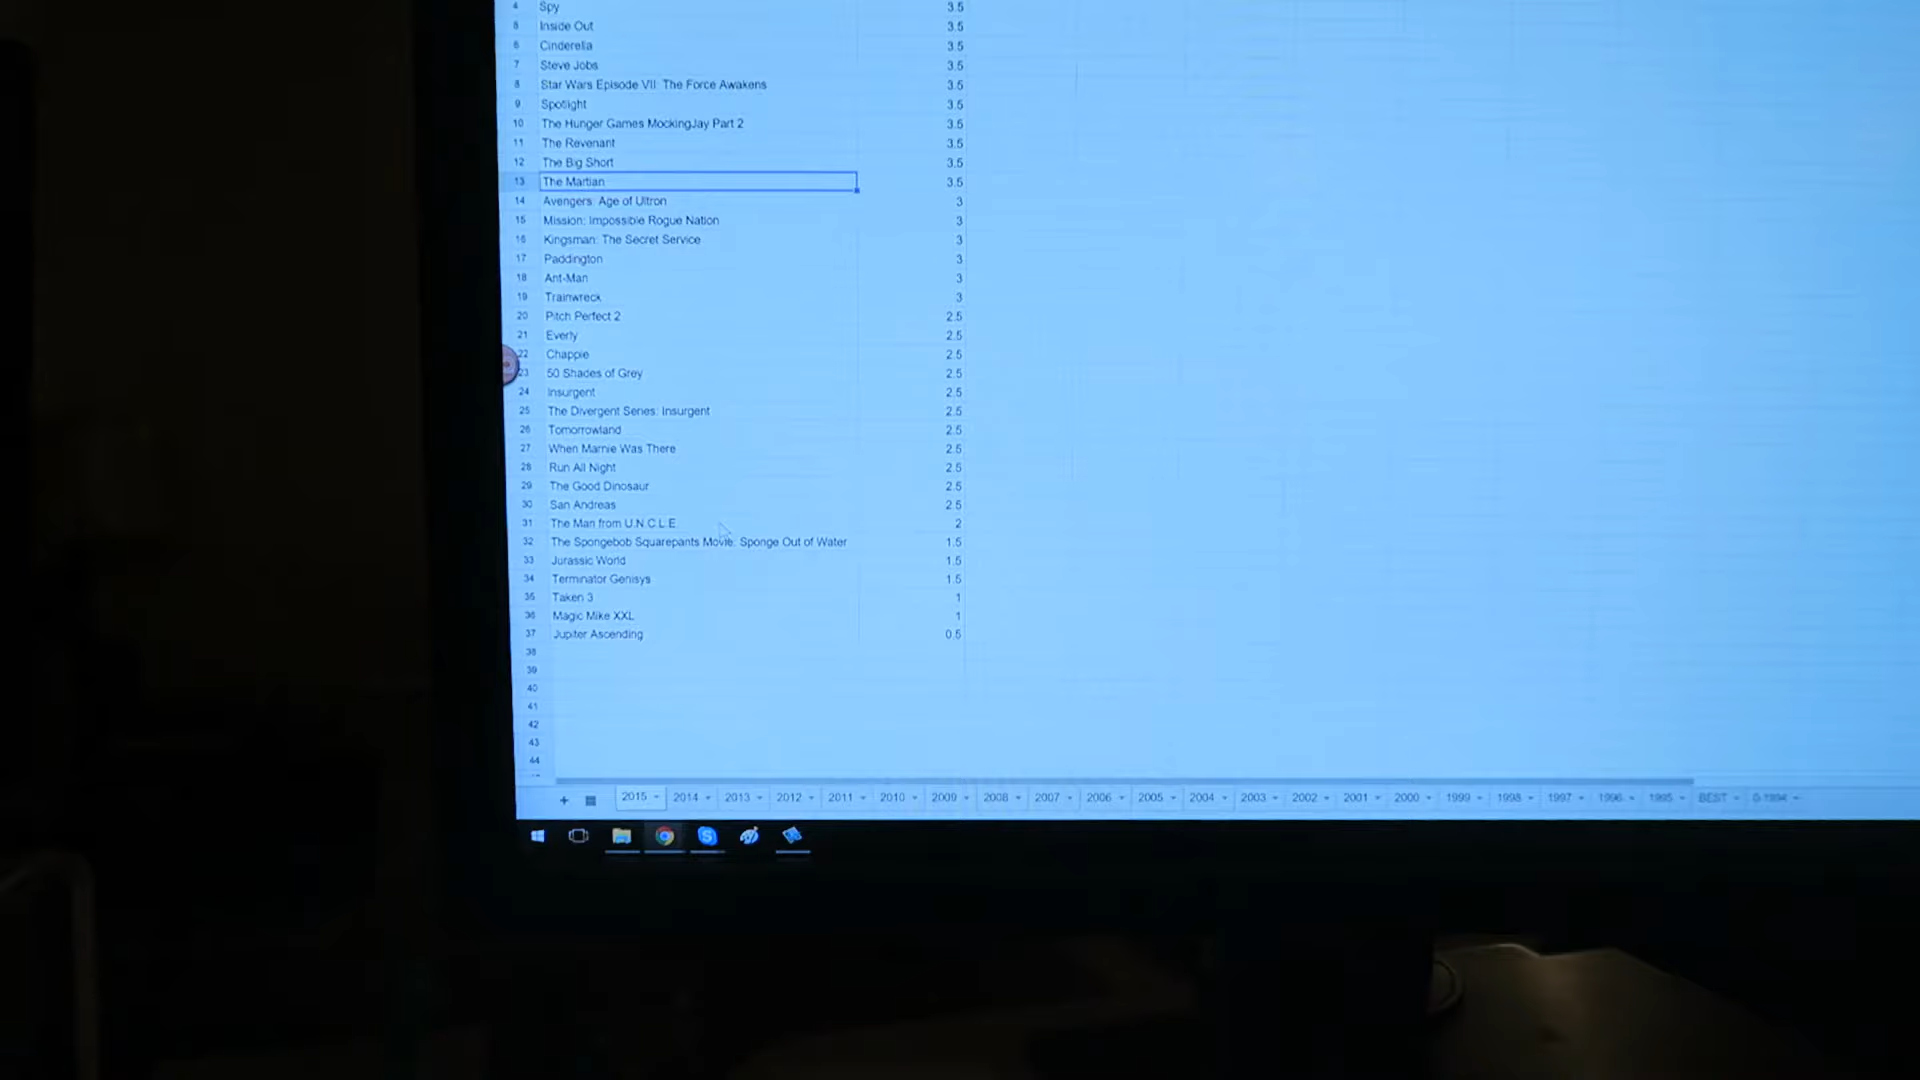 4 Spy 3.5
5 Inside Out 3.5
6 Cinderella 3.5
7 Steve Jobs 3.5
8 Star Wars Episode VII: The Force Awakens 3.5
9 Spotlight 3.5
10 The Hunger Games MockingJay Part 2 3.5
11 The Revenant 3.5
12 The Big Short 3.5
13 The Martian 3.5
14 Avengers: Age of Ultron 3
15 Mission: Impossible Rogue Nation 3
16 Kingsman: The Secret Service 3
17 Paddington 3
18 Ant-Man 3
19 Trainwreck 3
20 Pitch Perfect 2 2.5
21 Everly 2.5
22 Chappie 2.5
23 50 Shades of Grey 2.5
24 Insurgent 2.5
25 The Divergent Series: Insurgent 2.5
26 Tomorrowland 2.5
27 When Marnie Was There 2.5
28 Run All Night 2.5
29 The Good Dinosaur 2.5
30 San Andreas 2.5
31 The Man from U.N.C.L.E 2
32 The Spongebob Squarepants Movie: Sponge Out of Water 1.5
33 Jurassic World 1.5
34 Terminator Genisys 1.5
35 Taken 3 1
36 Magic Mike XXL 1
37 Jupiter Ascending 0.5
38
39
40
41
42
43
44
+ 2015 2014 2013 2012 2011 2010 2009 2008 2007 2006 2005 2004 2003 2002 2001 2000 1999 1998 1997 1996 1995 BEST 0-1994